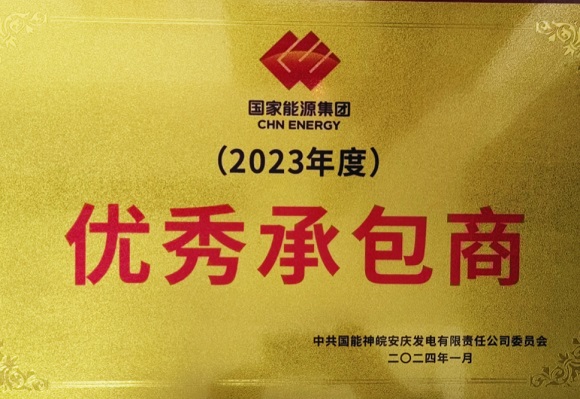 国家能源集团
CHN ENERGY
（2023年度）
优秀承包商
中共国能神皖安庆发电有限责任公司委员会
二〇二四年一月